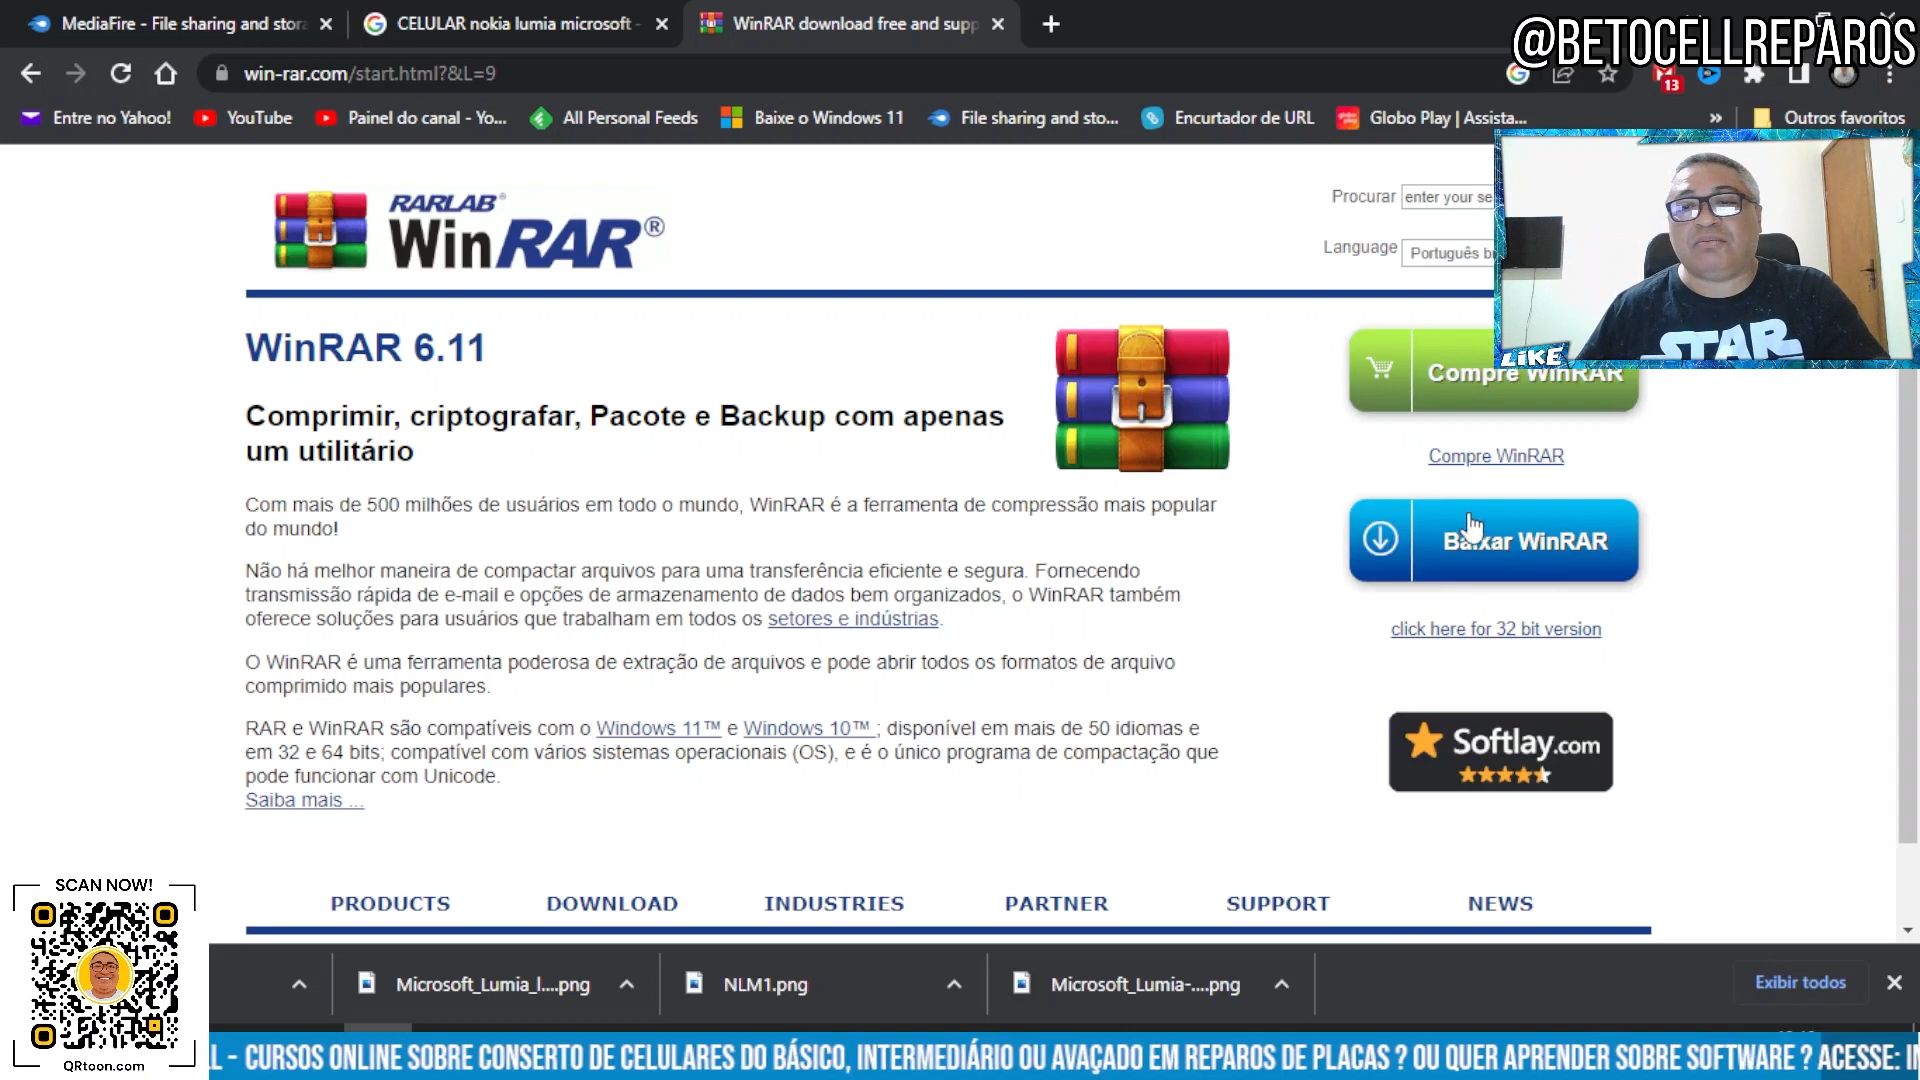 MediaFire - File sharing and stora
CELULAR nokia lumia microsoft -
WinRAR download free and supp
@BETOCELLREPAROS
win-rar.com/start.html?&L=9
13
Entre no Yahoo!
YouTube
Painel do canal - Yo...
All Personal Feeds
Baixe o Windows 11
File sharing and sto...
Encurtador de URL
Globo Play | Assista...
»
Outros favoritos
RARLAB®
WinRAR®
Procurar
enter your se
Language
Português b
STAR
LIKE
WinRAR 6.11
Compre WinRAR
Comprimir, criptografar, Pacote e Backup com apenas
um utilitário
Compre WinRAR
Com mais de 500 milhões de usuários em todo o mundo, WinRAR é a ferramenta de compressão mais popular
do mundo!
Baixar WinRAR
Não há melhor maneira de compactar arquivos para uma transferência eficiente e segura. Fornecendo
transmissão rápida de e-mail e opções de armazenamento de dados bem organizados, o WinRAR também
oferece soluções para usuários que trabalham em todos os setores e indústrias.
click here for 32 bit version
O WinRAR é uma ferramenta poderosa de extração de arquivos e pode abrir todos os formatos de arquivo
comprimido mais populares.
RAR e WinRAR são compatíveis com o Windows 11™ e Windows 10™ ; disponível em mais de 50 idiomas e
em 32 e 64 bits; compatível com vários sistemas operacionais (OS), e é o único programa de compactação que
pode funcionar com Unicode.
Saiba mais ...
Softlay.com
PRODUCTS
DOWNLOAD
INDUSTRIES
PARTNER
SUPPORT
NEWS
SCAN NOW!
QRtoon.com
Microsoft_Lumia_l....png
NLM1.png
Microsoft_Lumia-....png
Exibir todos
L - CURSOS ONLINE SOBRE CONSERTO DE CELULARES DO BÁSICO, INTERMEDIÁRIO OU AVAÇADO EM REPAROS DE PLACAS ? OU QUER APRENDER SOBRE SOFTWARE ? ACESSE: IN